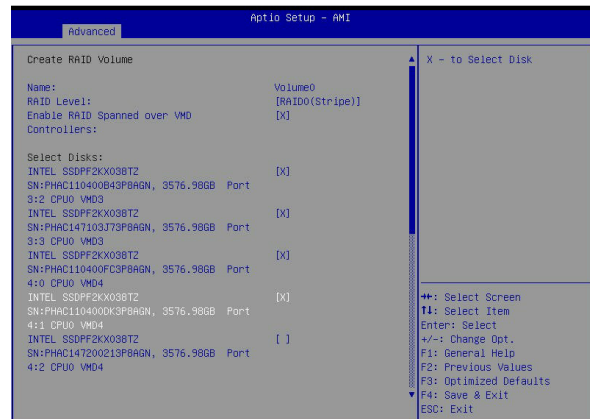 Aptio Setup - AMI
Advanced
Create RAID Volume
Name: Volume0
RAID Level: [RAID0(Stripe)]
Enable RAID Spanned over VMD [X]
Controllers:
Select Disks:
INTEL SSDPF2KX038TZ [X]
SN:PHAC110400B43P8AGN, 3576.98GB Port
3:2 CPU0 VMD3
INTEL SSDPF2KX038TZ [X]
SN:PHAC147103J73P8AGN, 3576.98GB Port
3:3 CPU0 VMD3
INTEL SSDPF2KX038TZ [X]
SN:PHAC110400FC3P8AGN, 3576.98GB Port
4:0 CPU0 VMD4
INTEL SSDPF2KX038TZ [X]
SN:PHAC110400DK3P8AGN, 3576.98GB Port
4:1 CPU0 VMD4
INTEL SSDPF2KX038TZ [ ]
SN:PHAC147200213P8AGN, 3576.98GB Port
4:2 CPU0 VMD4
X - to Select Disk
→←: Select Screen
↑↓: Select Item
Enter: Select
+/-: Change Opt.
F1: General Help
F2: Previous Values
F3: Optimized Defaults
F4: Save & Exit
ESC: Exit